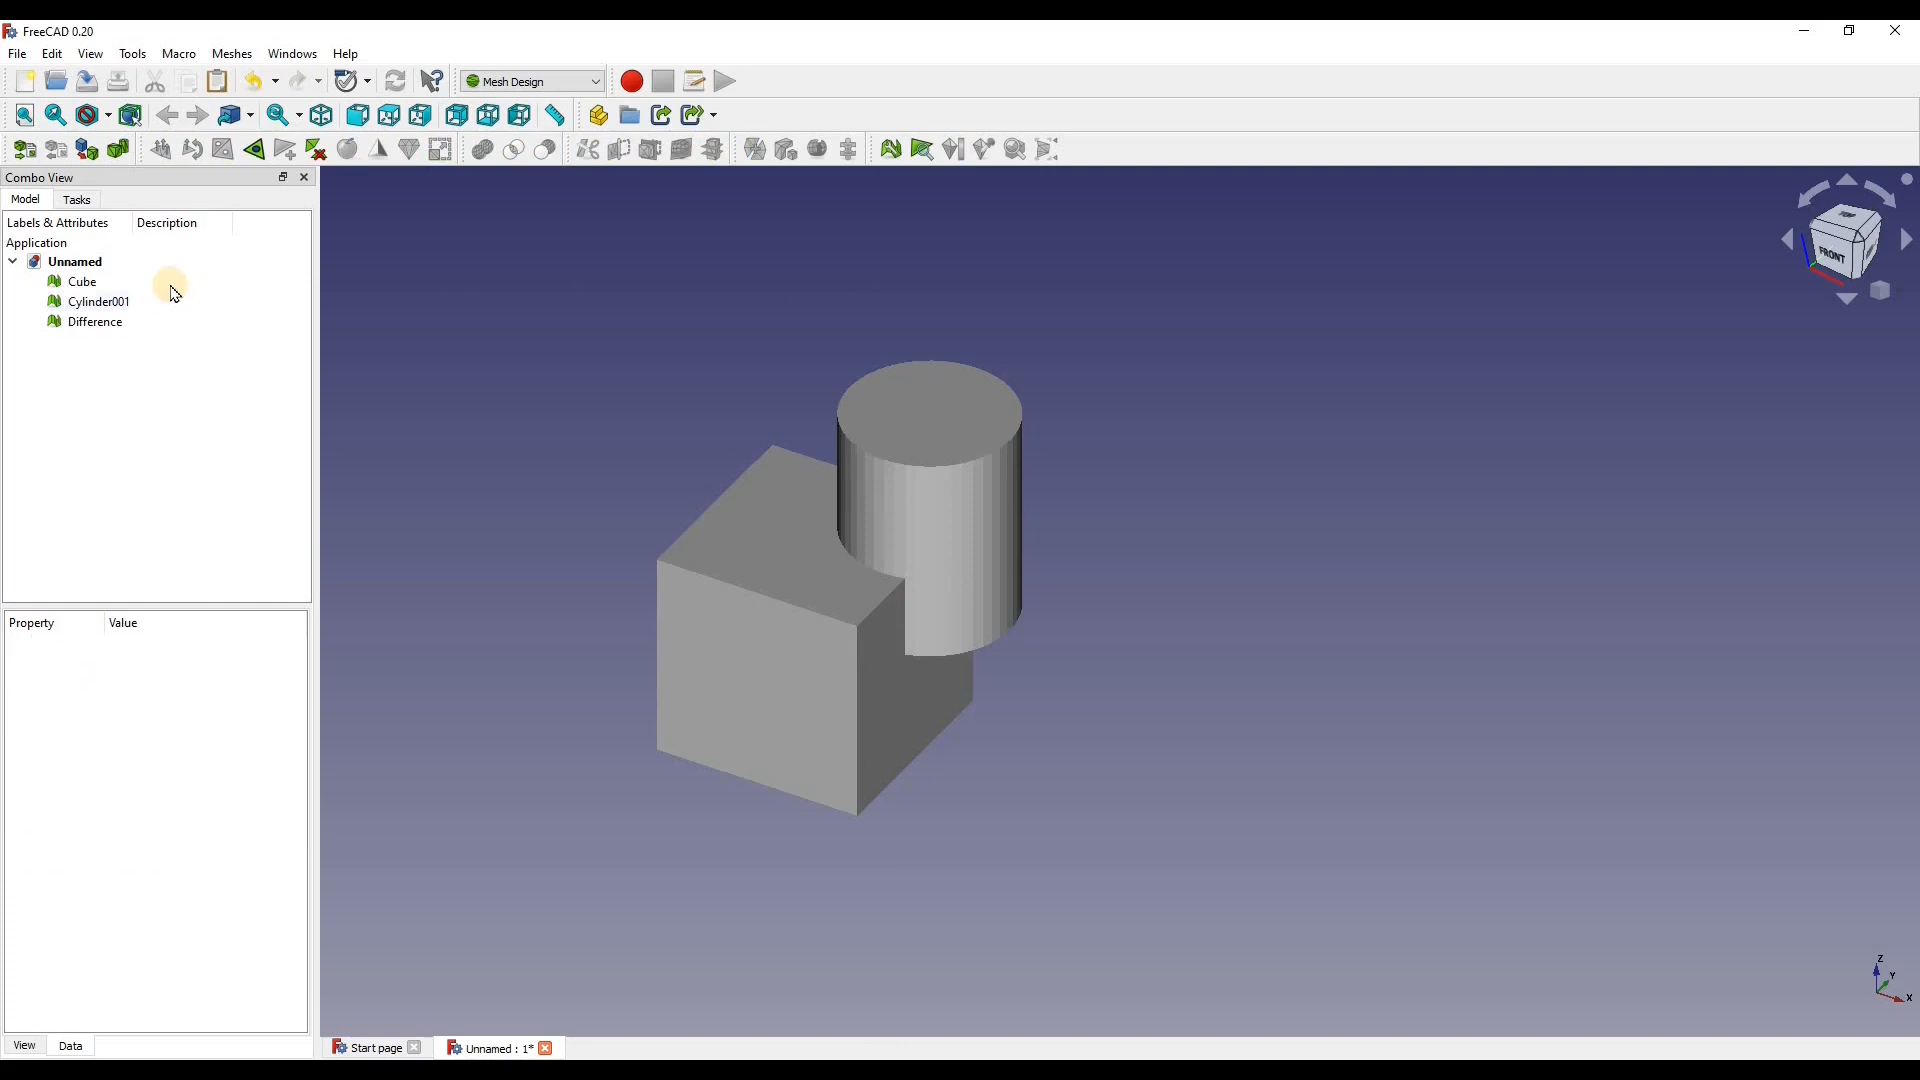 FreeCAD 0.20
File Edit View Tools Macro Meshes Windows Help
Mesh Design
Combo View
Model Tasks
Labels & Attributes Description
Application
Unnamed
Cube
Cylinder001
Difference
FRONT
Property Value
Z
Y
X
View Data
Start page Unnamed : 1*